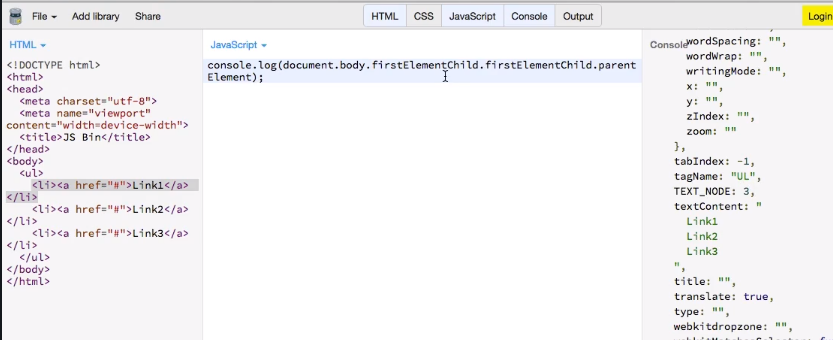 File Add library Share HTML CSS JavaScript Console Output Login
HTML
<!DOCTYPE html>
<html>
<head>
<meta charset="utf-8">
<meta name="viewport"
content="width=device-width">
<title>JS Bin</title>
</head>
<body>
<ul>
<li><a href="#">Link1</a>
</li>
<li><a href="#">Link2</a>
</li>
<li><a href="#">Link3</a>
</li>
</ul>
</body>
</html>
JavaScript
console.log(document.body.firstElementChild.firstElementChild.parent
Element);
Console
wordSpacing: "",
wordWrap: "",
writingMode: "",
x: "",
y: "",
zIndex: "",
zoom: ""
},
tabIndex: -1,
tagName: "UL",
TEXT_NODE: 3,
textContent: "
Link1
Link2
Link3
",
title: "",
translate: true,
type: "",
webkitdropzone: "",